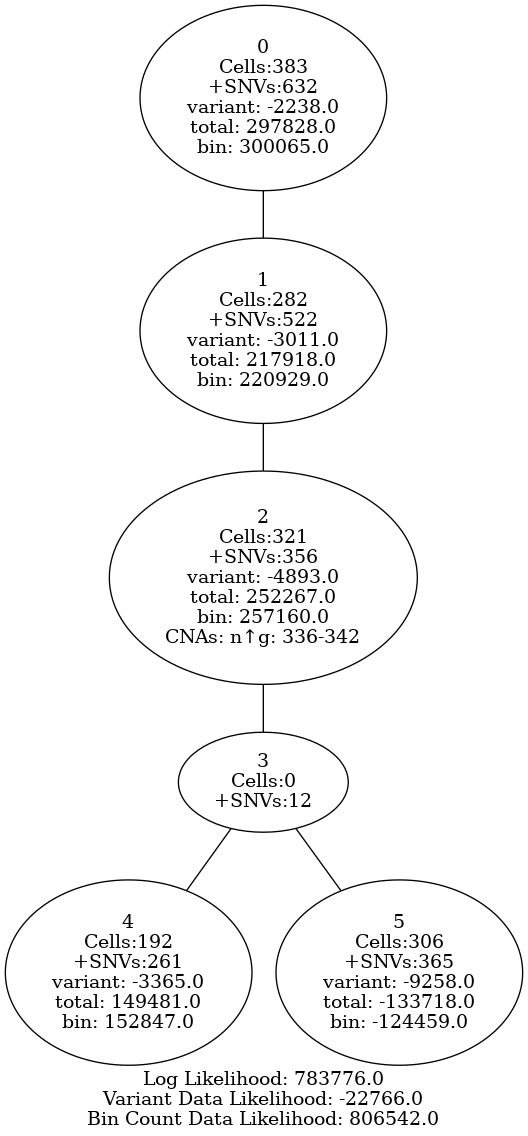 0
Cells:383
+SNVs:632
variant: -2238.0
total: 297828.0
bin: 300065.0
1
Cells:282
+SNVs:522
variant: -3011.0
total: 217918.0
bin: 220929.0
2
Cells:321
+SNVs:356
variant: -4893.0
total: 252267.0
bin: 257160.0
CNAs: n↑g: 336-342
3
Cells:0
+SNVs:12
4
Cells:192
+SNVs:261
variant: -3365.0
total: 149481.0
bin: 152847.0
5
Cells:306
+SNVs:365
variant: -9258.0
total: -133718.0
bin: -124459.0
Log Likelihood: 783776.0
Variant Data Likelihood: -22766.0
Bin Count Data Likelihood: 806542.0